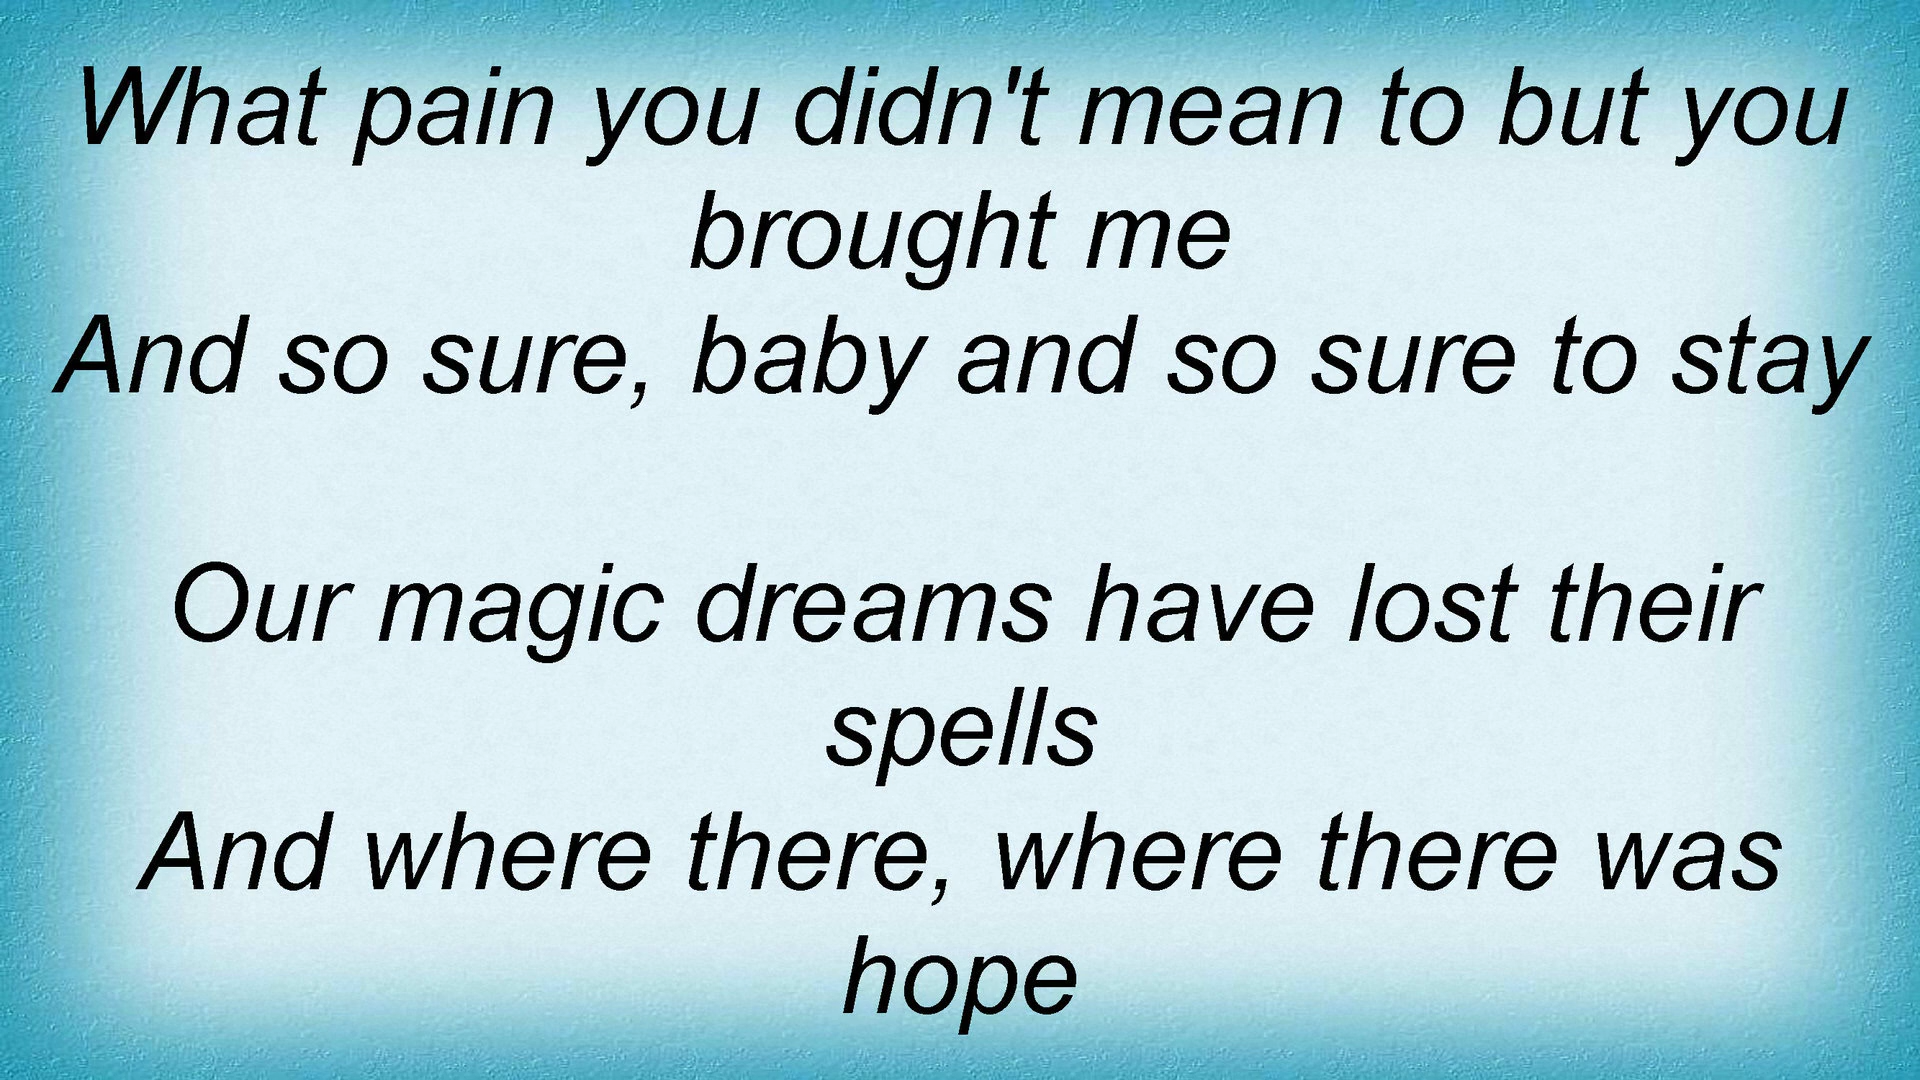 What pain you didn't mean to but you
brought me
And so sure, baby and so sure to stay
Our magic dreams have lost their
spells
And where there, where there was
hope